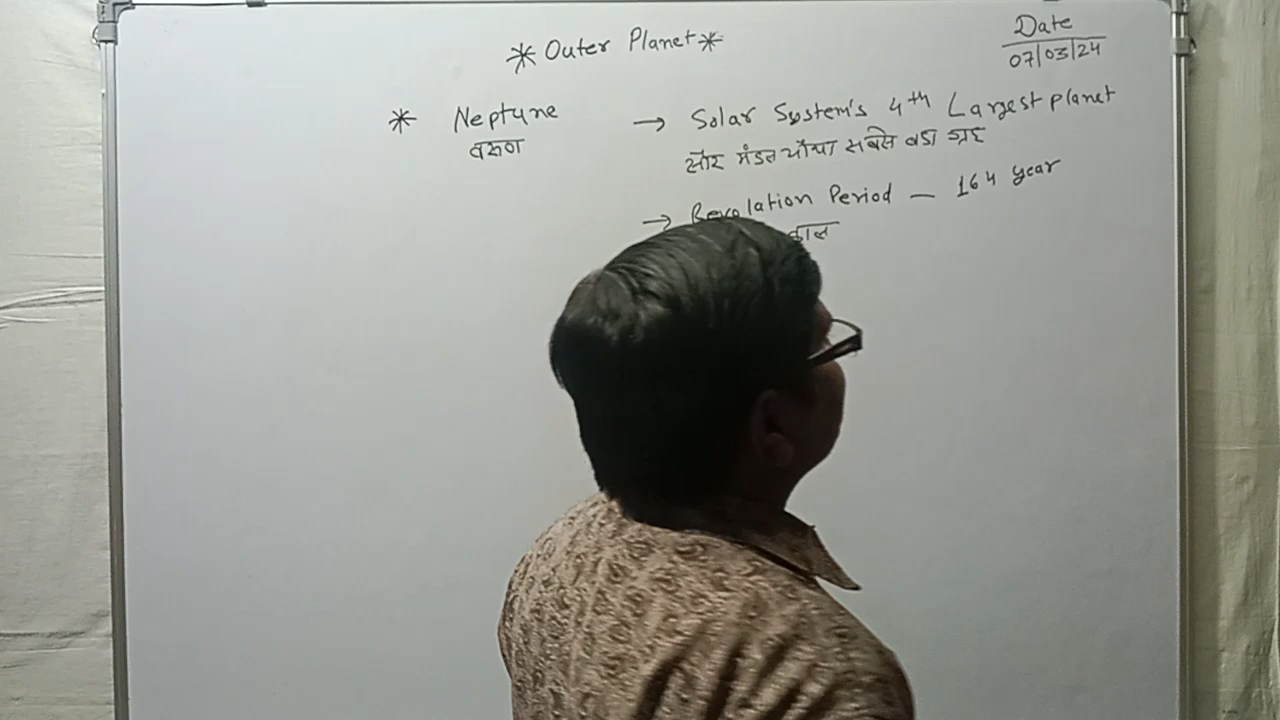 * Outer Planet *
Date
07/03/24
* Neptune
वरुण
→ Solar System's 4th Largest planet
सौर मंडल चौथा सबसे बडा ग्रह
→ Revolation Period — 164 year